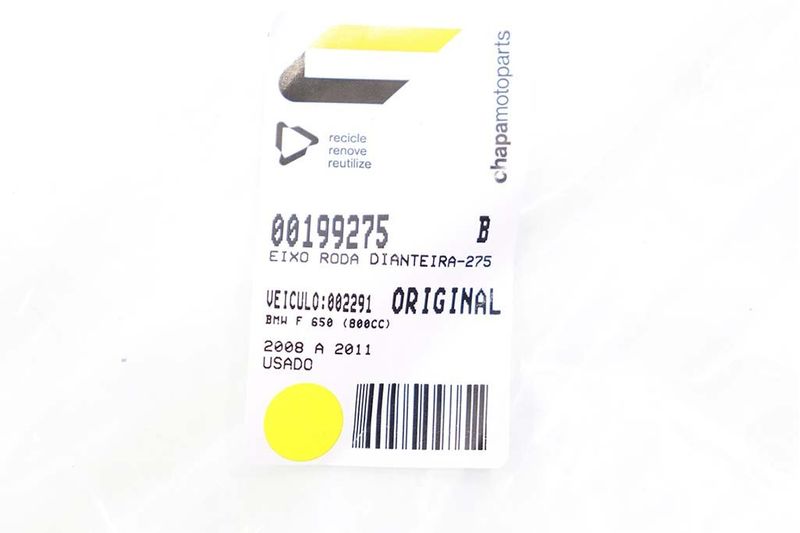 chapamotoparts
recicle
renove
reutilize
00199275 B
EIXO RODA DIANTEIRA-275
VEICULO:002291 ORIGINAL
BMW F 650 (800CC)
2008 A 2011
USADO